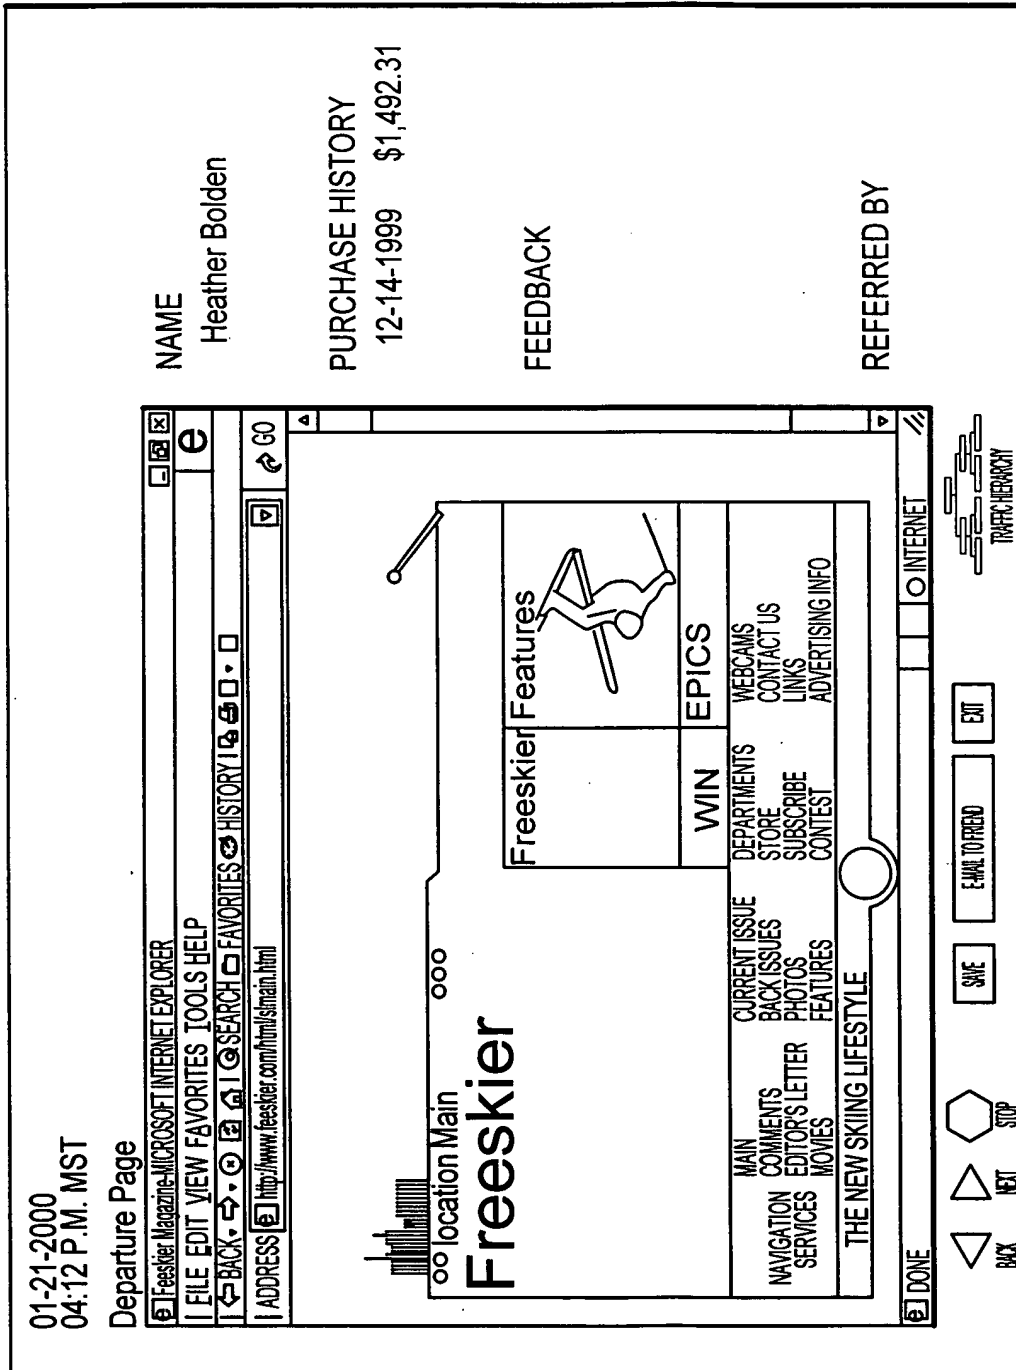 01-21-2000
04:12 P.M. MST
Departure Page
e Feeskier Magazine-MICROSOFT INTERNET EXPLORER
FILE EDIT VIEW FAVORITES TOOLS HELP
e
BACK SEARCH FAVORITES HISTORY
ADDRESS e http://www.feeskier.com/html/slmain.html GO
location Main
Freeskier
Freeskier Features
WIN EPICS
NAVIGATION
SERVICES
MAIN
COMMENTS
EDITOR'S LETTER
MOVIES
CURRENT ISSUE
BACK ISSUES
PHOTOS
FEATURES
DEPARTMENTS
STORE
SUBSCRIBE
CONTEST
WEBCAMS
CONTACT US
LINKS
ADVERTISING INFO
THE NEW SKIING LIFESTYLE
e DONE INTERNET
BACK NEXT STOP SAVE E-MAIL TO FRIEND EXIT TRAFFIC HIERARCHY
NAME
Heather Bolden
PURCHASE HISTORY
12-14-1999 $1,492.31
FEEDBACK
REFERRED BY